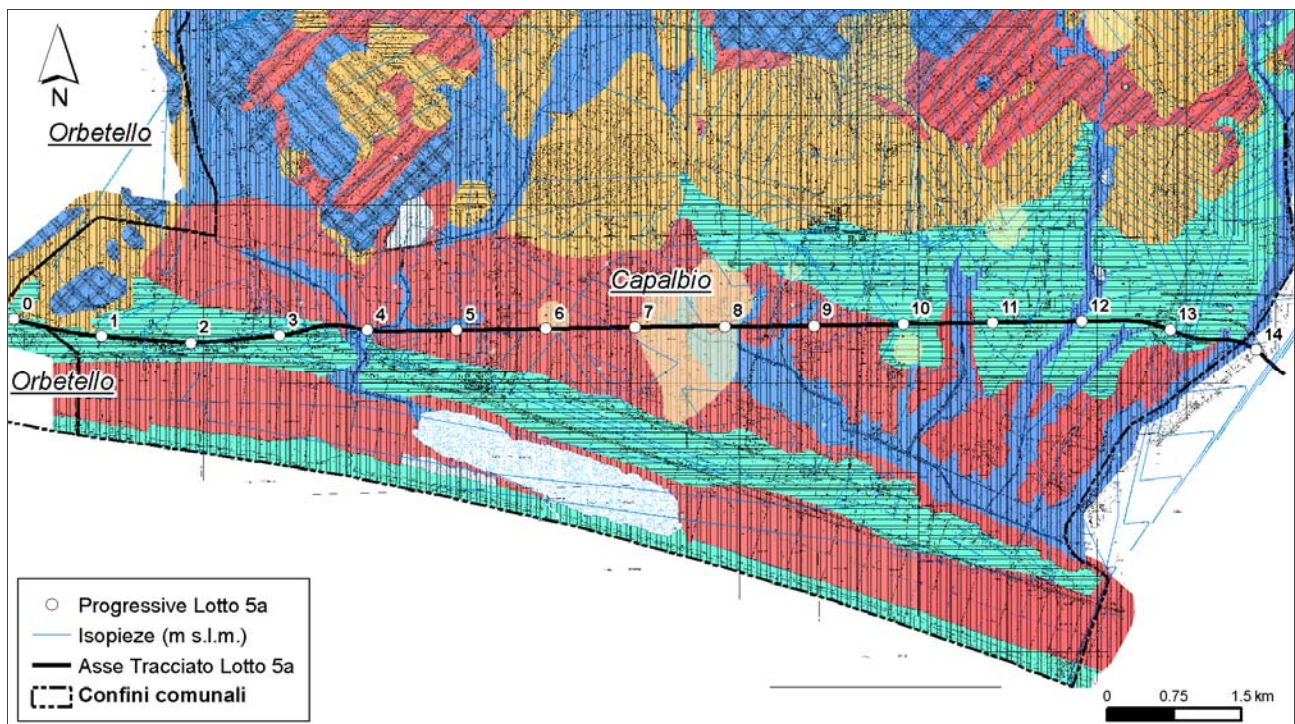 N
Orbetello
Capalbio
0
1
2
3
4
5
6
7
8
9
10
11
12
13
14
Orbetello
Progressive Lotto 5a
Isopieze (m s.l.m.)
Asse Tracciato Lotto 5a
Confini comunali
0 0.75 1.5 km